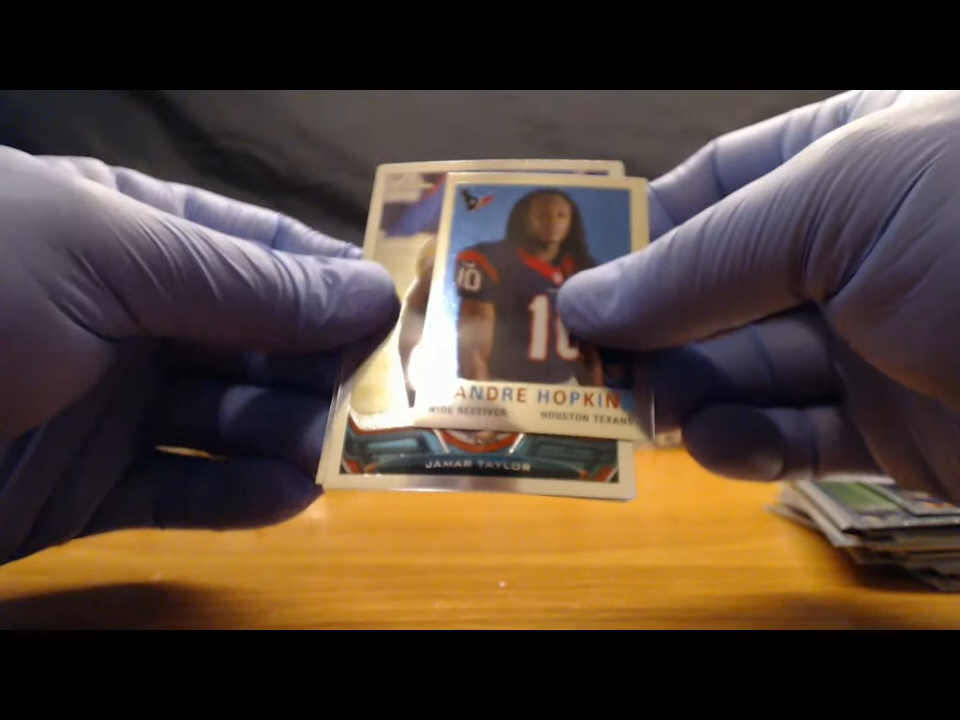 10
10
ANDRE HOPKIN
WIDE RECEIVER HOUSTON TEXANS
JAMAR TAYLOR